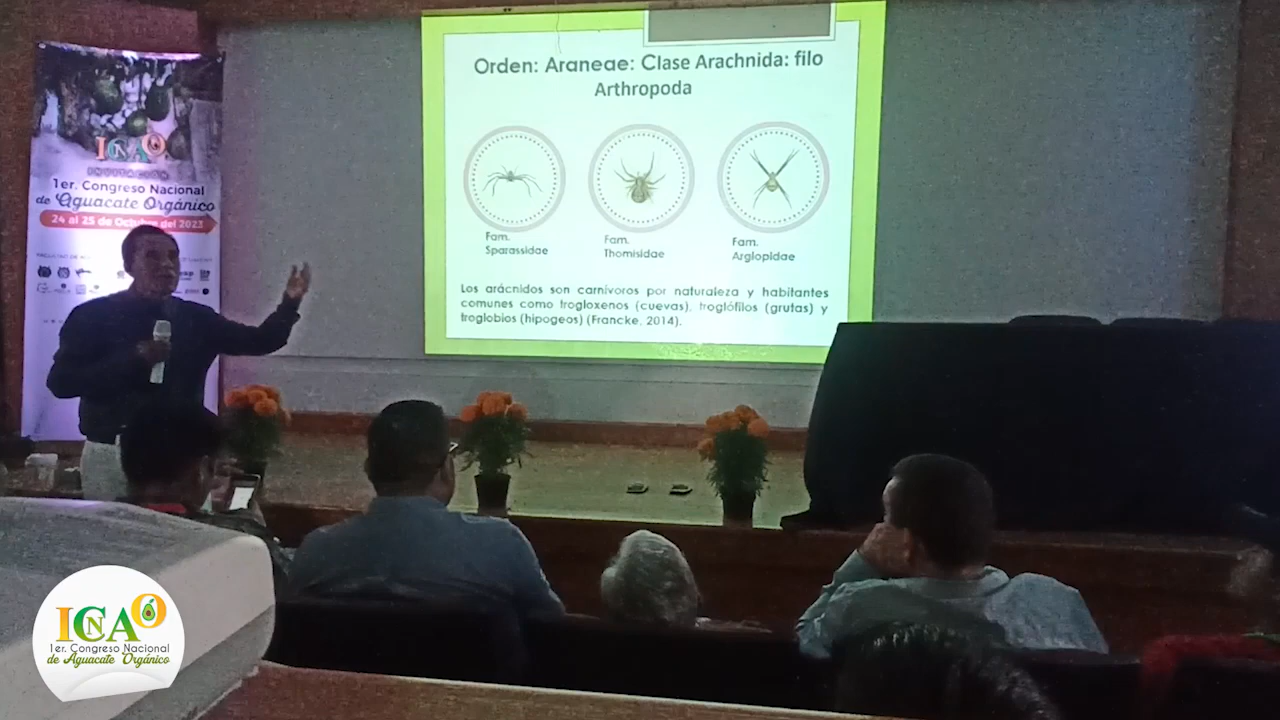 Orden: Araneae: Clase Arachnida: filo
Arthropoda
Fam.
Sparassidae
Fam.
Thomisidae
Fam.
Argiopidae
Los arácnidos son carnívoros por naturaleza y habitantes
comunes como trogloxenos (cuevas), troglófilos (grutas) y
troglobios (hipogeos) (Francke, 2014).
ICNAO
INVITACIÓN
1er. Congreso Nacional
de Aguacate Orgánico
24 al 25 de Octubre del 2023
ICNAO
1er. Congreso Nacional
de Aguacate Orgánico